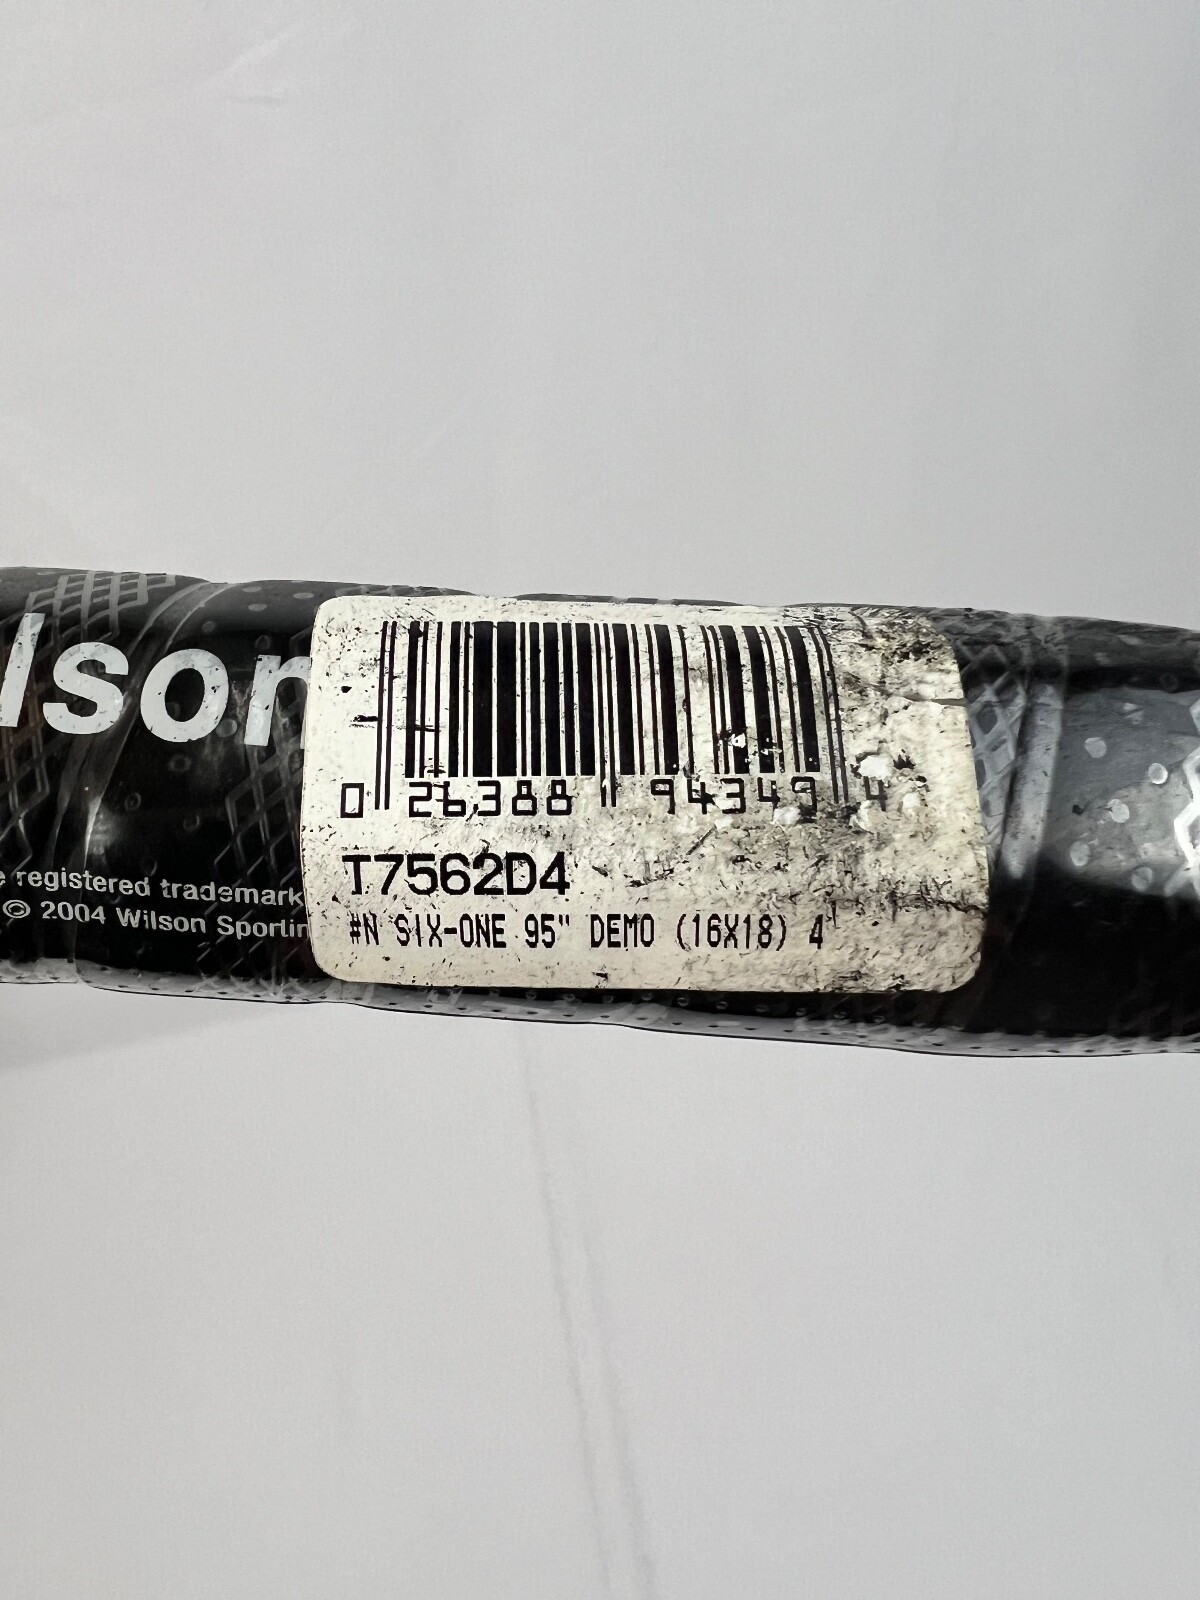 lson
0 26388 94349 4
T7562D4
#N SIX-ONE 95" DEMO (16X18) 4
e registered trademark
© 2004 Wilson Sportin